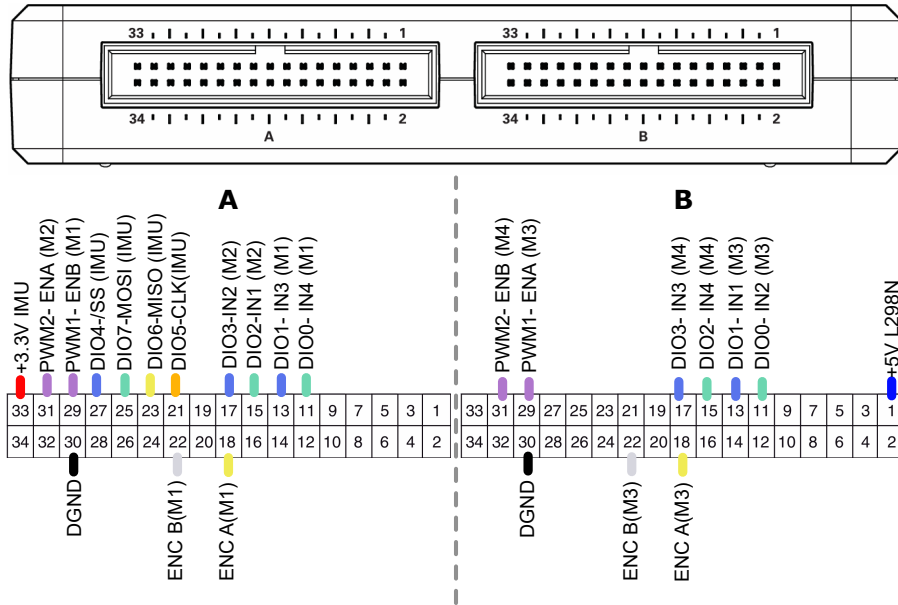 33 1 33 1
34 2 34 2
A B
A B
+3.3V IMU
PWM2- ENA (M2)
PWM1- ENB (M1)
DIO4-/SS (IMU)
DIO7-MOSI (IMU)
DIO6-MISO (IMU)
DIO5-CLK(IMU)
DIO3-IN2 (M2)
DIO2-IN1 (M2)
DIO1- IN3 (M1)
DIO0- IN4 (M1)
PWM2- ENB (M4)
PWM1- ENA (M3)
DIO3- IN3 (M4)
DIO2- IN4 (M4)
DIO1- IN1 (M3)
DIO0- IN2 (M3)
+5V L298N
33 31 29 27 25 23 21 19 17 15 13 11 9 7 5 3 1 33 31 29 27 25 23 21 19 17 15 13 11 9 7 5 3 1
34 32 30 28 26 24 22 20 18 16 14 12 10 8 6 4 2 34 32 30 28 26 24 22 20 18 16 14 12 10 8 6 4 2
DGND
ENC B(M1)
ENC A(M1)
DGND
ENC B(M3)
ENC A(M3)